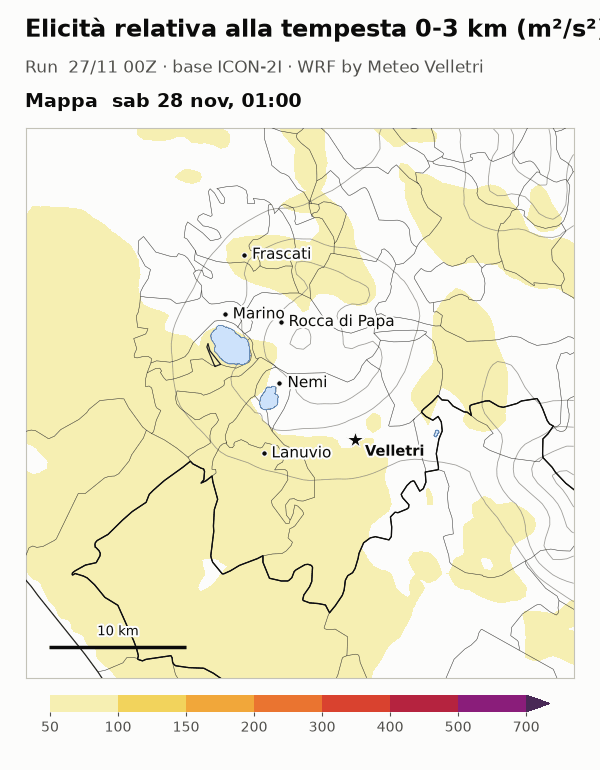 Elicità relativa alla tempesta 0-3 km (m²/s²)
Run  27/11 00Z · base ICON-2I · WRF by Meteo Velletri
Mappa  sab 28 nov, 01:00
Frascati
Marino
Rocca di Papa
Nemi
Velletri
Lanuvio
10 km
50 100 150 200 300 400 500 700